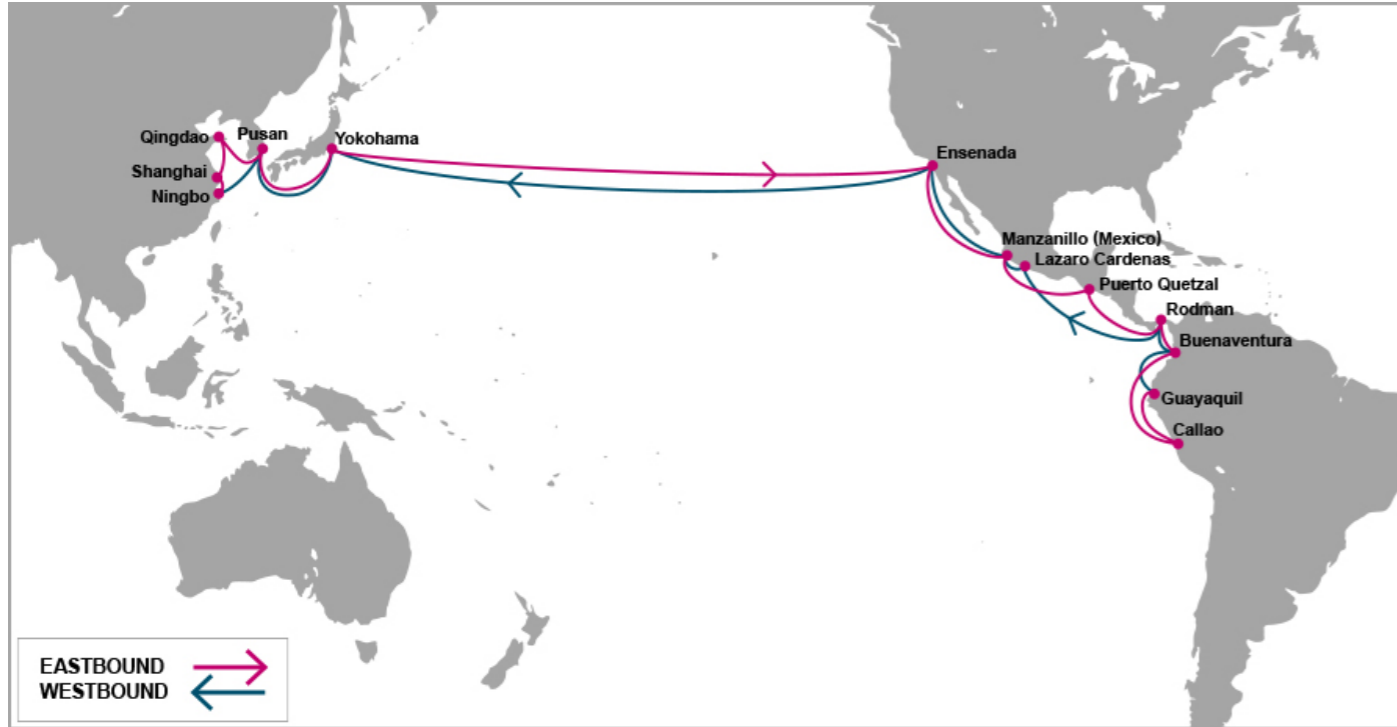 Qingdao
Pusan
Yokohama
Shanghai
Ningbo
Ensenada
Manzanillo (Mexico)
Lazaro Cardenas
Puerto Quetzal
Rodman
Buenaventura
Guayaquil
Callao
EASTBOUND
WESTBOUND